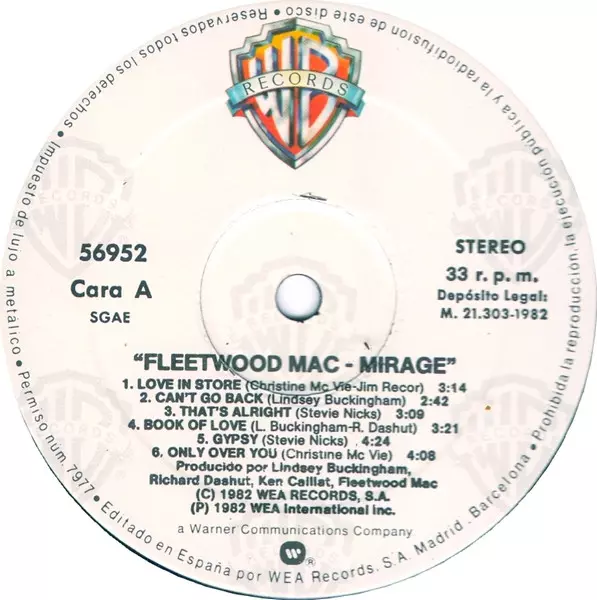 WB
RECORDS
56952
Cara A
SGAE
STEREO
33 r. p. m.
Depósito Legal:
M. 21.303-1982
"FLEETWOOD MAC - MIRAGE"
1. LOVE IN STORE (Christine Mc Vie-Jim Recor) 3:14
2. CAN'T GO BACK (Lindsey Buckingham) 2:42
3. THAT'S ALRIGHT (Stevie Nicks) 3:09
4. BOOK OF LOVE (L. Buckingham-R. Dashut) 3:21
5. GYPSY (Stevie Nicks) 4:24
6. ONLY OVER YOU (Christine Mc Vie) 4:08
Producido por Lindsey Buckingham,
Richard Dashut, Ken Caillat, Fleetwood Mac
(C) 1982 WEA RECORDS, S.A.
(P) 1982 WEA International inc.
a Warner Communications Company
®
Editado en España por WEA Records, S.A. Madrid - Barcelona • Prohibida la reproducción, la ejecución pública y la radiodifusion de este disco • Reservados todos los derechos • Impuesto de lujo a metálico • Permiso núm. 7977 •